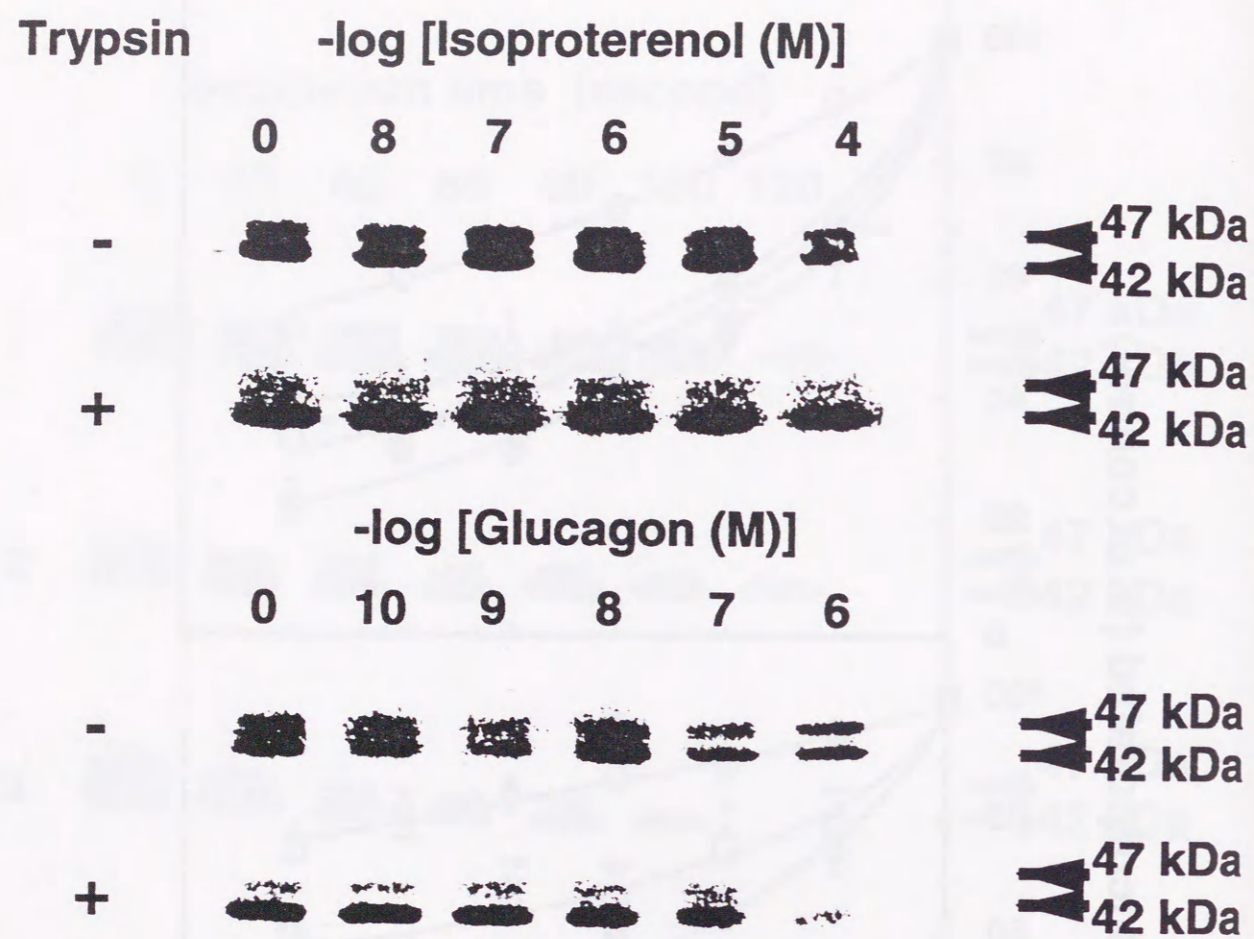 Trypsin -log [Isoproterenol (M)]
0 8 7 6 5 4
- 47 kDa
42 kDa
+ 47 kDa
42 kDa
-log [Glucagon (M)]
0 10 9 8 7 6
- 47 kDa
42 kDa
+ 47 kDa
42 kDa